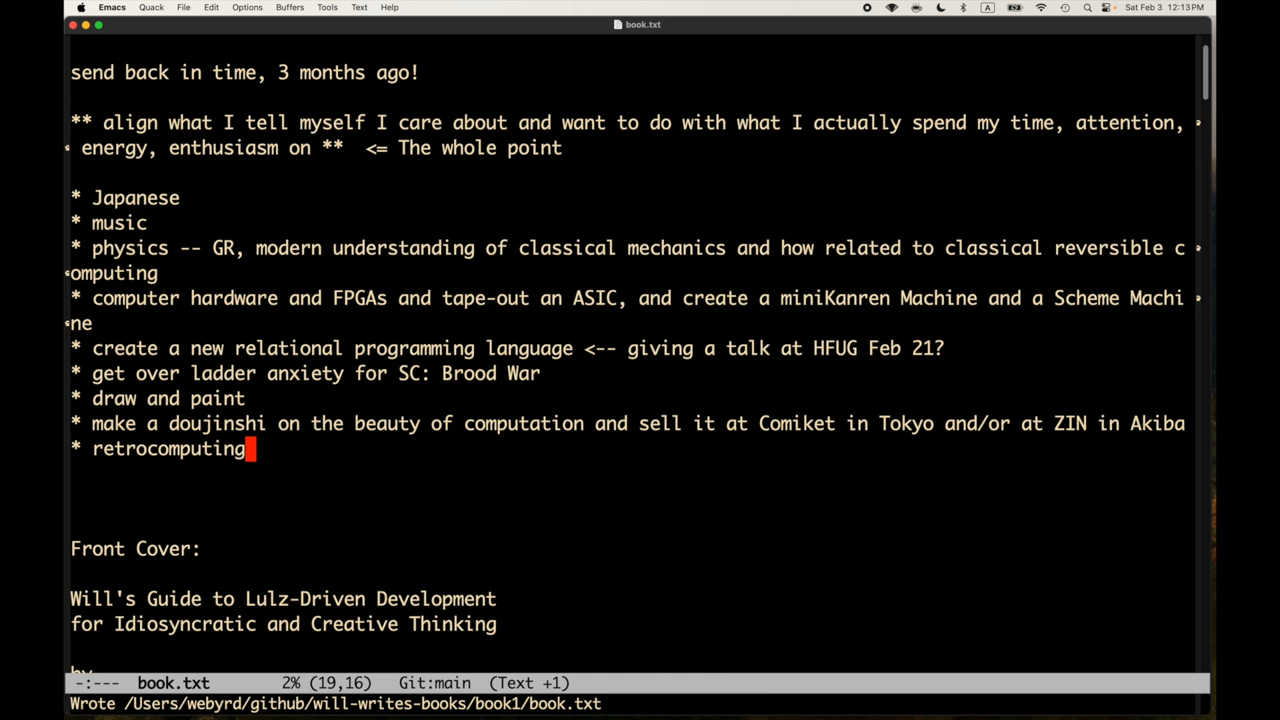 Emacs Quack File Edit Options Buffers Tools Text Help A Sat Feb 3 12:13 PM
book.txt
send back in time, 3 months ago!
** align what I tell myself I care about and want to do with what I actually spend my time, attention,
energy, enthusiasm on ** <= The whole point
* Japanese
* music
* physics -- GR, modern understanding of classical mechanics and how related to classical reversible c
omputing
* computer hardware and FPGAs and tape-out an ASIC, and create a miniKanren Machine and a Scheme Machi
ne
* create a new relational programming language <-- giving a talk at HFUG Feb 21?
* get over ladder anxiety for SC: Brood War
* draw and paint
* make a doujinshi on the beauty of computation and sell it at Comiket in Tokyo and/or at ZIN in Akiba
* retrocomputing
Front Cover:
Will's Guide to Lulz-Driven Development
for Idiosyncratic and Creative Thinking
by
-:--- book.txt 2% (19,16) Git:main (Text +1)
Wrote /Users/webyrd/github/will-writes-books/book1/book.txt